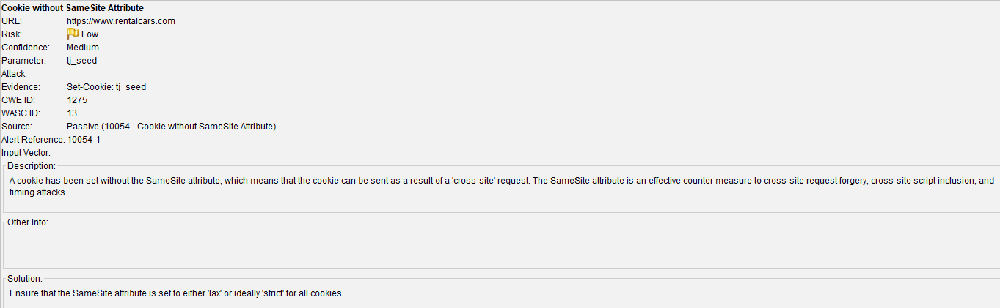 Cookie without SameSite Attribute
URL: https://www.rentalcars.com
Risk: Low
Confidence: Medium
Parameter: tj_seed
Attack:
Evidence: Set-Cookie: tj_seed
CWE ID: 1275
WASC ID: 13
Source: Passive (10054 - Cookie without SameSite Attribute)
Alert Reference: 10054-1
Input Vector:
Description:
A cookie has been set without the SameSite attribute, which means that the cookie can be sent as a result of a 'cross-site' request. The SameSite attribute is an effective counter measure to cross-site request forgery, cross-site script inclusion, and
timing attacks.
Other Info:
Solution:
Ensure that the SameSite attribute is set to either 'lax' or ideally 'strict' for all cookies.